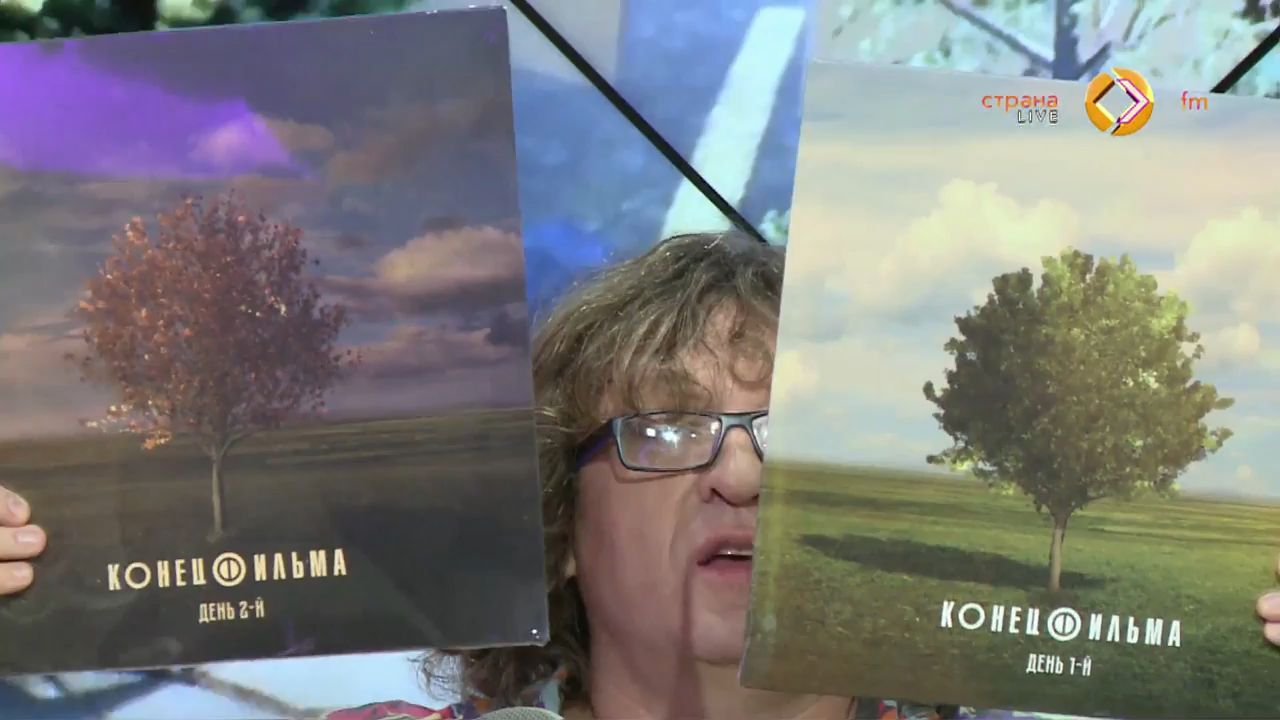 страна
LIVE
fm
КОНЕЦ ФИЛЬМА
ДЕНЬ 2-Й
КОНЕЦ ФИЛЬМА
ДЕНЬ 1-Й